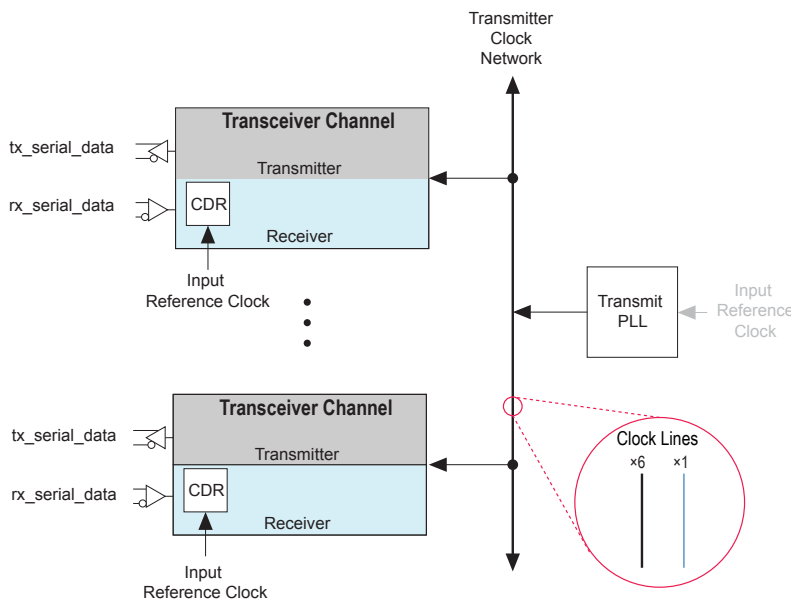 Transmitter
Clock
Network
Transceiver Channel
tx_serial_data
Transmitter
rx_serial_data
CDR
Receiver
Input
Reference Clock
Transmit
PLL
Input
Reference
Clock
Transceiver Channel
tx_serial_data
Transmitter
rx_serial_data
CDR
Receiver
Input
Reference Clock
Clock Lines
×6 ×1